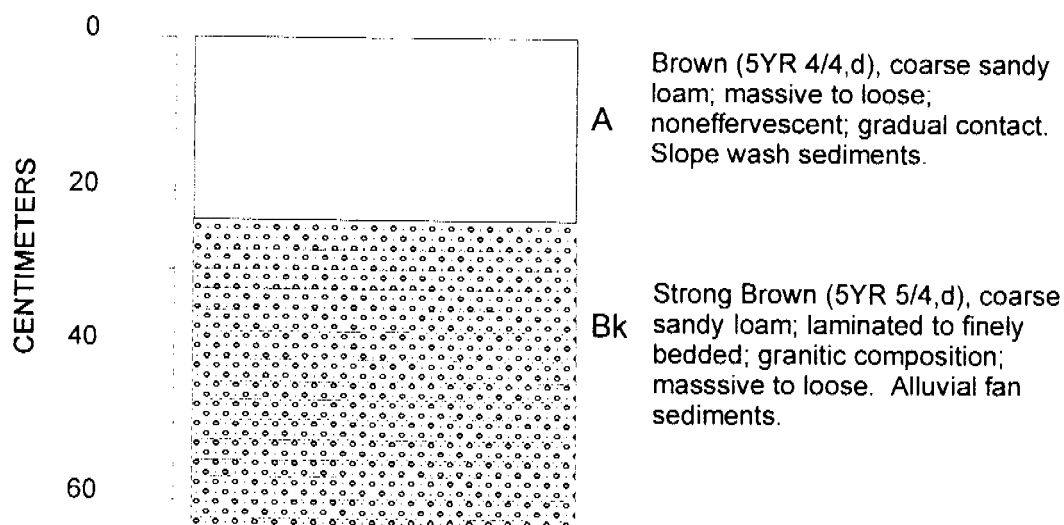 0
20
40
60
CENTIMETERS
A
Brown (5YR 4/4,d), coarse sandy
loam; massive to loose;
noneffervescent; gradual contact.
Slope wash sediments.
Bk
Strong Brown (5YR 5/4,d), coarse
sandy loam; laminated to finely
bedded; granitic composition;
masssive to loose.  Alluvial fan
sediments.